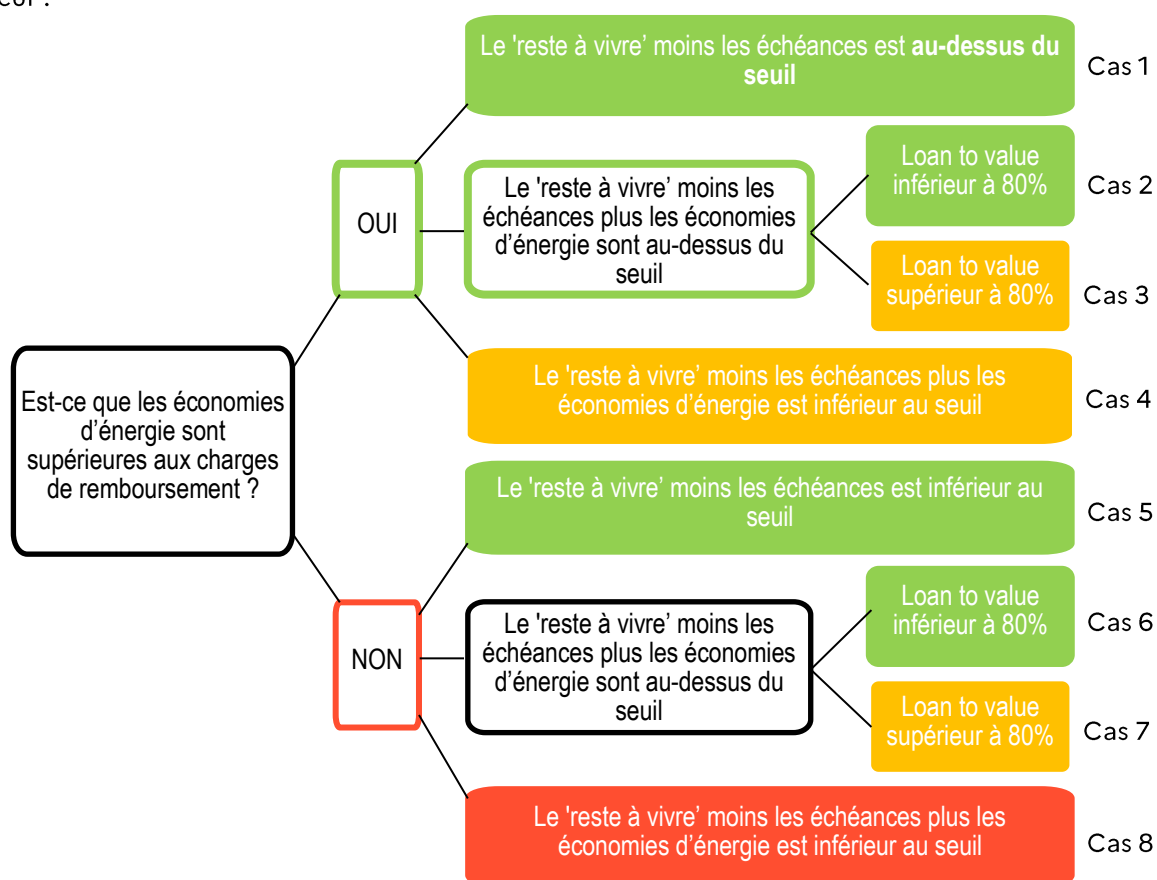 Le 'reste à vivre’ moins les échéances est au-dessus du
seuil
Cas 1
OUI
Le 'reste à vivre’ moins les
échéances plus les économies
d’énergie sont au-dessus du
seuil
Loan to value
inférieur à 80%
Cas 2
Loan to value
supérieur à 80%
Cas 3
Le 'reste à vivre’ moins les échéances plus les
économies d’énergie est inférieur au seuil
Cas 4
Est-ce que les économies
d’énergie sont
supérieures aux charges
de remboursement ?
Le 'reste à vivre’ moins les échéances est inférieur au
seuil
Cas 5
NON
Le 'reste à vivre’ moins les
échéances plus les économies
d’énergie sont au-dessus du
seuil
Loan to value
inférieur à 80%
Cas 6
Loan to value
supérieur à 80%
Cas 7
Le 'reste à vivre’ moins les échéances plus les
économies d’énergie est inférieur au seuil
Cas 8